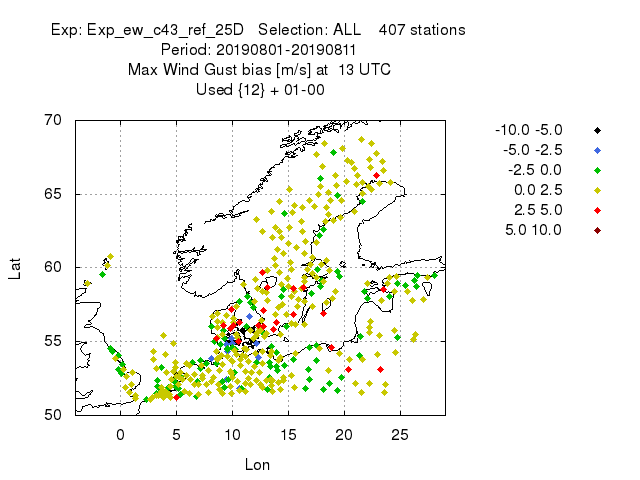 Exp: Exp_ew_c43_ref_25D   Selection: ALL    407 stations
Period: 20190801-20190811
Max Wind Gust bias [m/s] at  13 UTC
Used {12} + 01-00
-10.0 -5.0
-5.0 -2.5
-2.5 0.0
0.0 2.5
2.5 5.0
5.0 10.0
70
65
60
55
50
Lat
0 5 10 15 20 25
Lon